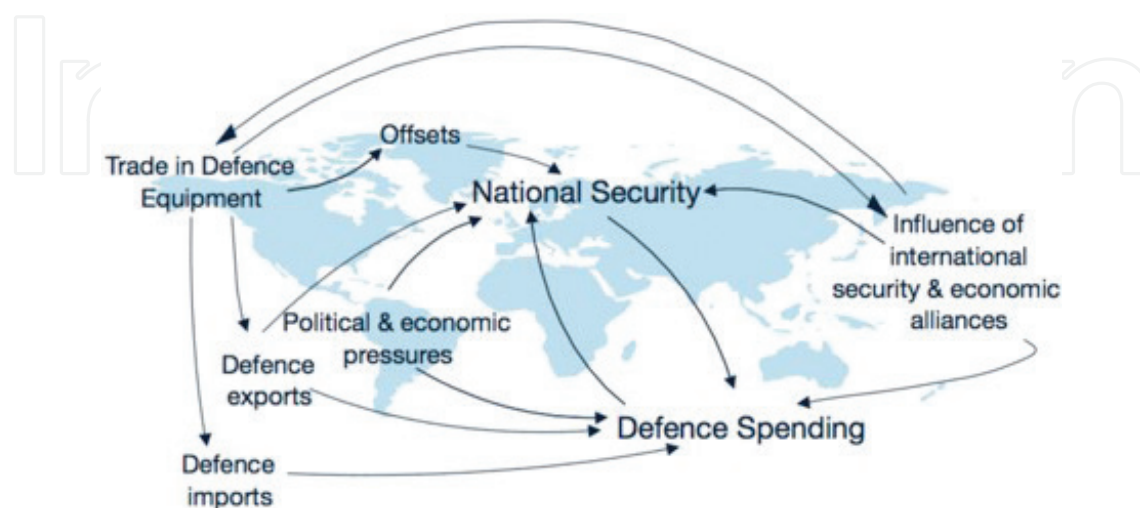 Offsets
Trade in Defence
Equipment
National Security
Influence of
international
security & economic
alliances
Political & economic
pressures
Defence
exports
Defence Spending
Defence
imports